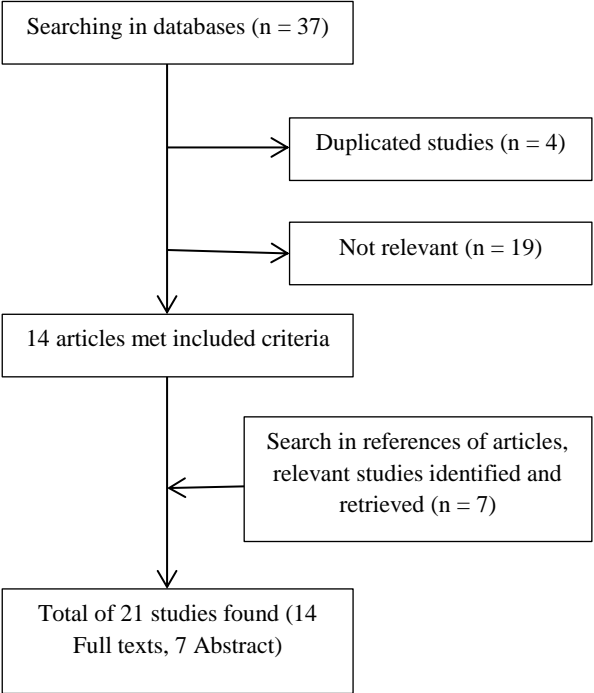 Searching in databases (n = 37)
Duplicated studies (n = 4)
Not relevant (n = 19)
14 articles met included criteria
Search in references of articles,
relevant studies identified and
retrieved (n = 7)
Total of 21 studies found (14
Full texts, 7 Abstract)